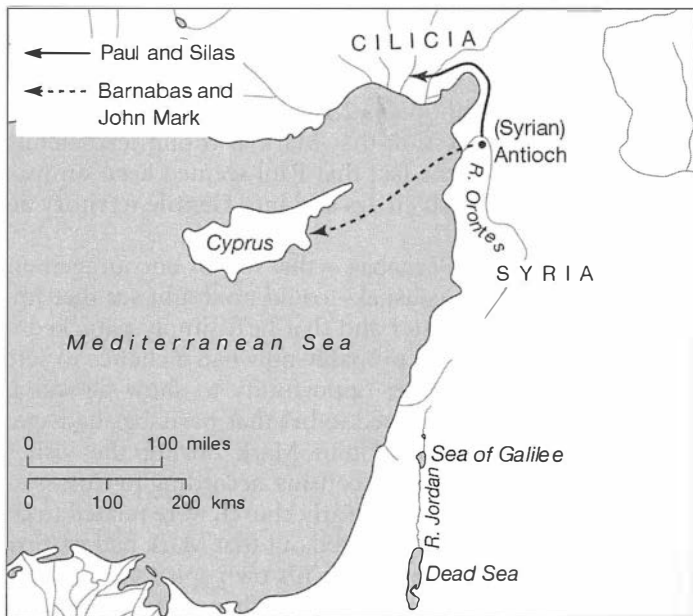 Paul and Silas
Barnabas and
John Mark
CILICIA
(Syrian)
Antioch
R. Orontes
Cyprus
SYRIA
Mediterranean Sea
0 100 miles
0 100 200 kms
Sea of Galilee
R. Jordan
Dead Sea